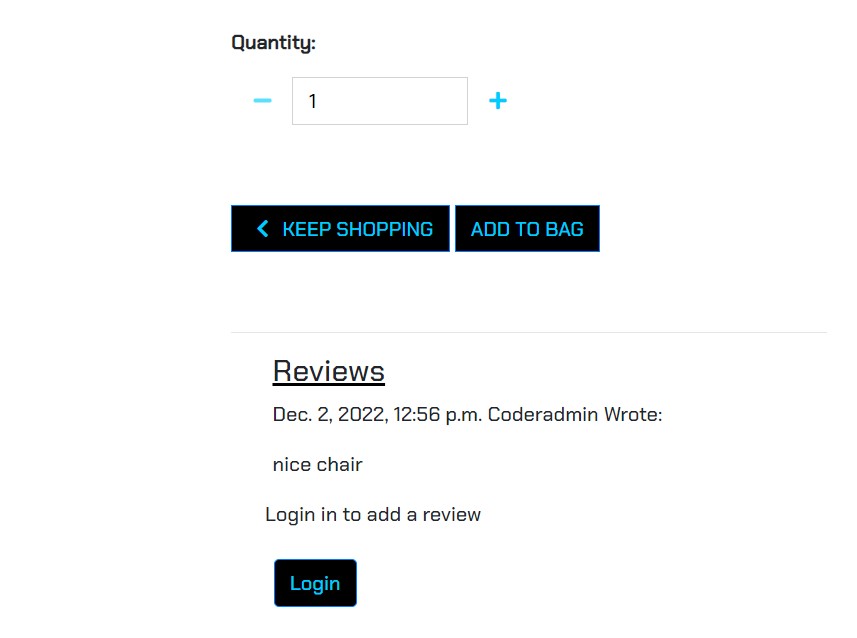 Quantity:
1
KEEP SHOPPING ADD TO BAG
Reviews
Dec. 2, 2022, 12:56 p.m. Coderadmin Wrote:
nice chair
Login in to add a review
Login